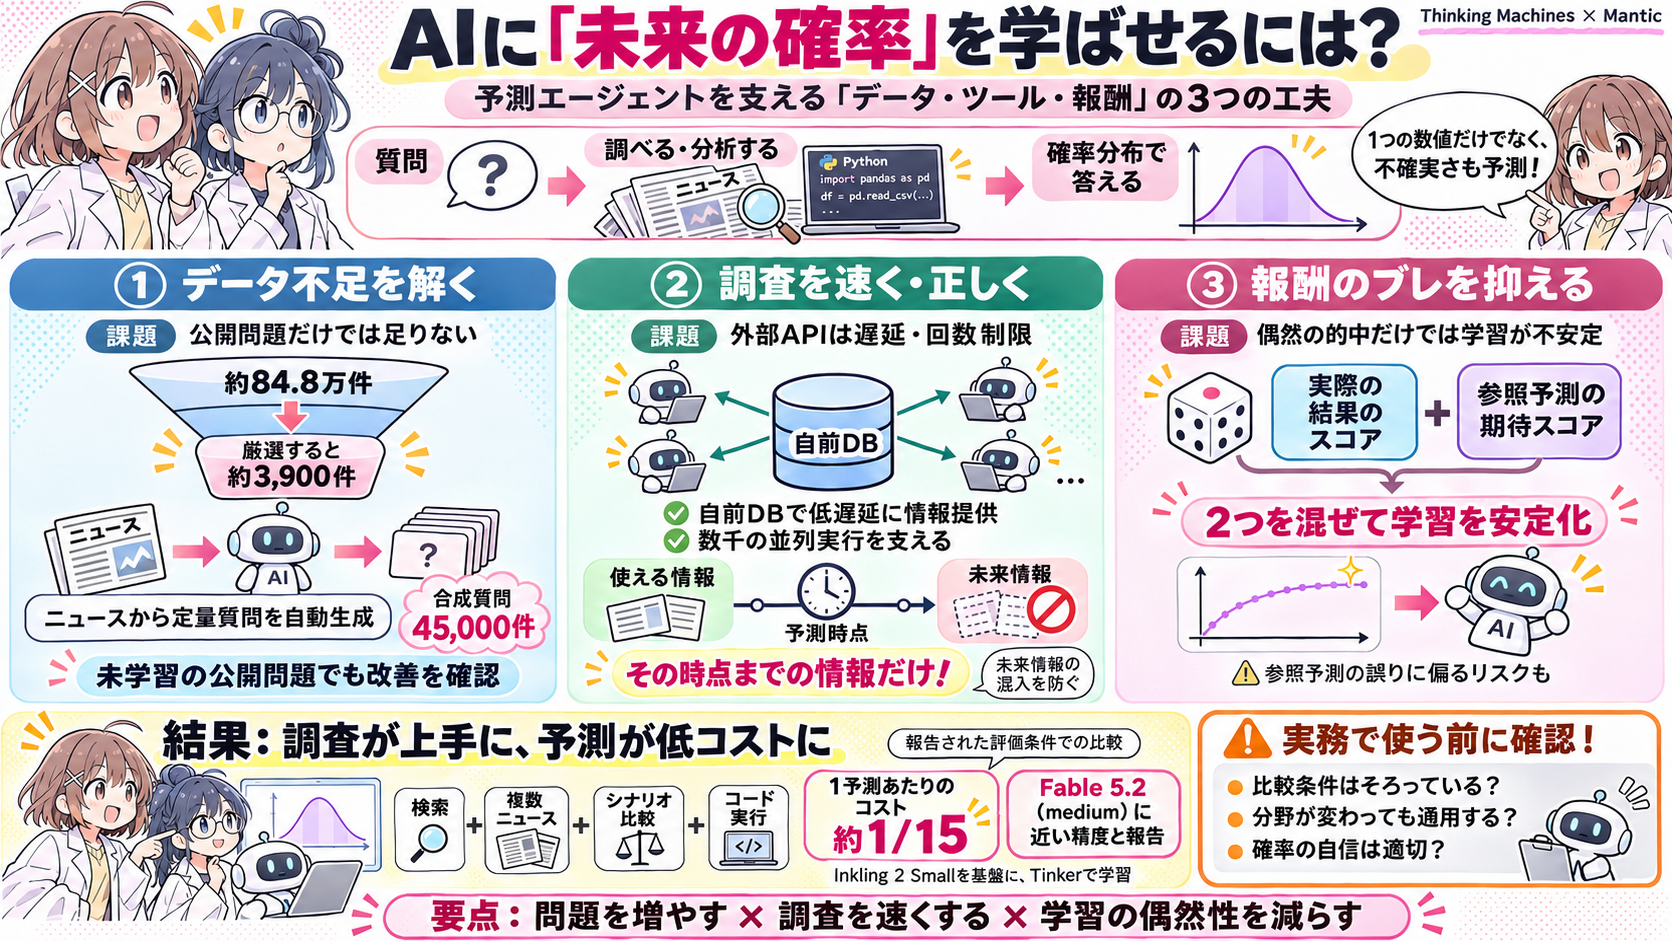 AIに「未来の確率」を学ばせるには？
Thinking Machines × Mantic
予測エージェントを支える「データ・ツール・報酬」の3つの工夫
質問
?
調べる・分析する
ニュース
Python
import pandas as pd
df = pd.read_csv(...)
...
確率分布で
答える
1つの数値だけでなく、
不確実さも予測！
① データ不足を解く
課題 公開問題だけでは足りない
約84.8万件
厳選すると
約3,900件
ニュース
AI
?
ニュースから定量質問を自動生成
合成質問
45,000件
未学習の公開問題でも改善を確認
② 調査を速く・正しく
課題 外部APIは遅延・回数制限
自前DB
...
自前DBで低遅延に情報提供
数千の並列実行を支える
使える情報
予測時点
未来情報
その時点までの情報だけ！
未来情報の
混入を防ぐ
③ 報酬のブレを抑える
課題 偶然の的中だけでは学習が不安定
実際の
結果の
スコア
+
参照予測の
期待スコア
2つを混ぜて学習を安定化
AI
参照予測の誤りに偏るリスクも
結果：調査が上手に、予測が低コストに
報告された評価条件での比較
検索
+
複数
ニュース
+
シナリオ
比較
+
コード
実行
</>
1予測あたりの
コスト
約1/15
Fable 5.2
(medium) に
近い精度と報告
Inkling 2 Smallを基盤に、Tinkerで学習
実務で使う前に確認！
比較条件はそろっている？
分野が変わっても通用する？
確率の自信は適切？
要点：問題を増やす × 調査を速くする × 学習の偶然性を減らす